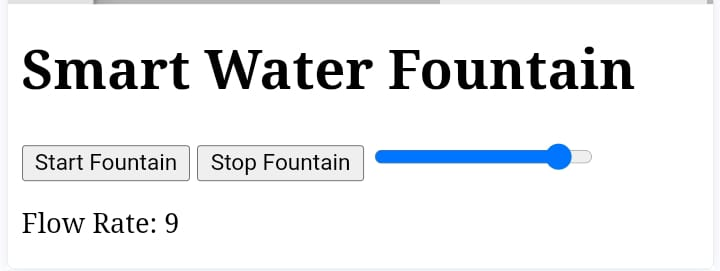 Smart Water Fountain
Start Fountain Stop Fountain
Flow Rate: 9